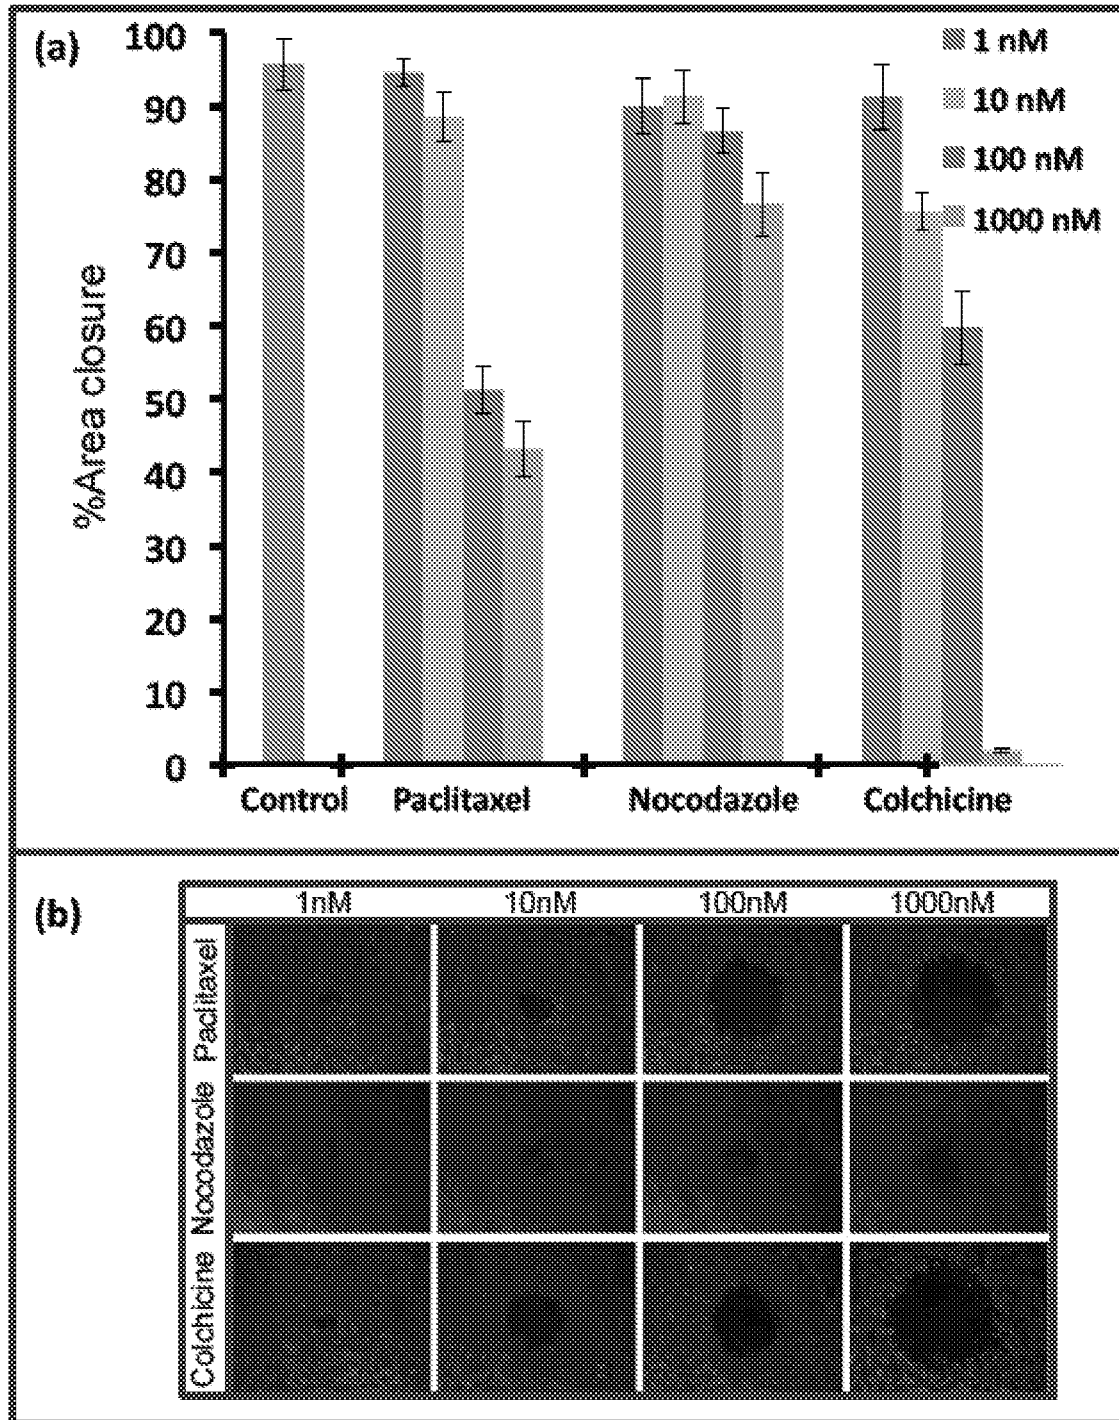 (a)
100
90
80
70
60
50
40
30
20
10
0
%Area closure
1 nM
10 nM
100 nM
1000 nM
Control Paclitaxel Nocodazole Colchicine
(b)
1nM 10nM 100nM 1000nM
Paclitaxel
Nocodazole
Colchicine